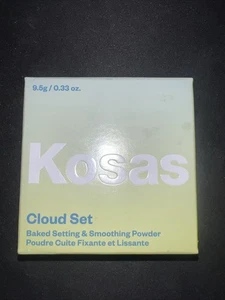 9.5g / 0.33 oz.
Kosas
Cloud Set
Baked Setting & Smoothing Powder
Poudre Cuite Fixante et Lissante